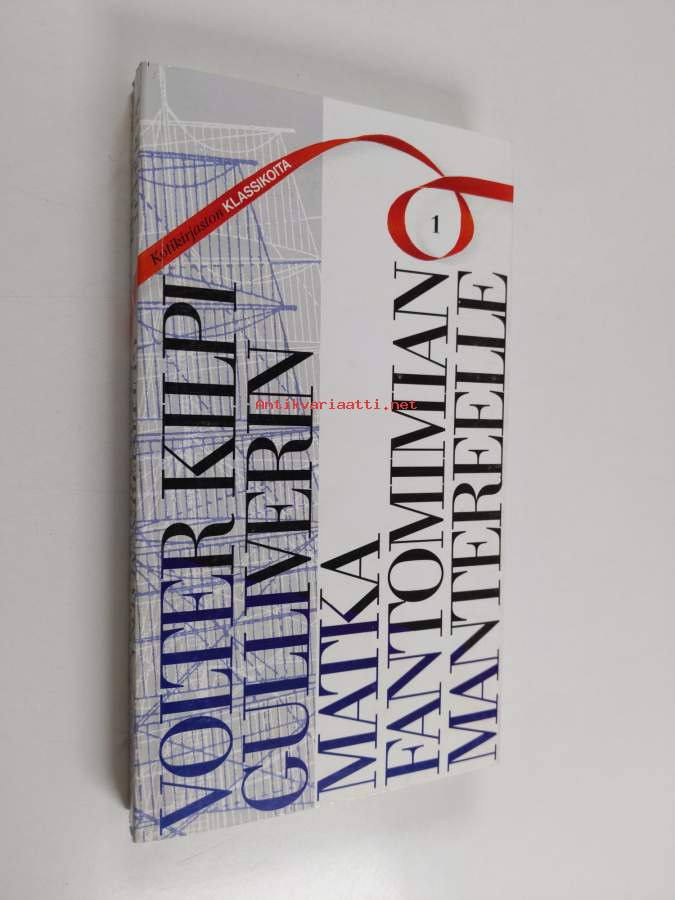 Kotikirjaston KLASSIKOITA
1
VOLTER KILPI
GULLIVERIN
MATKA
FANTOMIMIAN
MANTEREELLE
Antikvariaatti.net